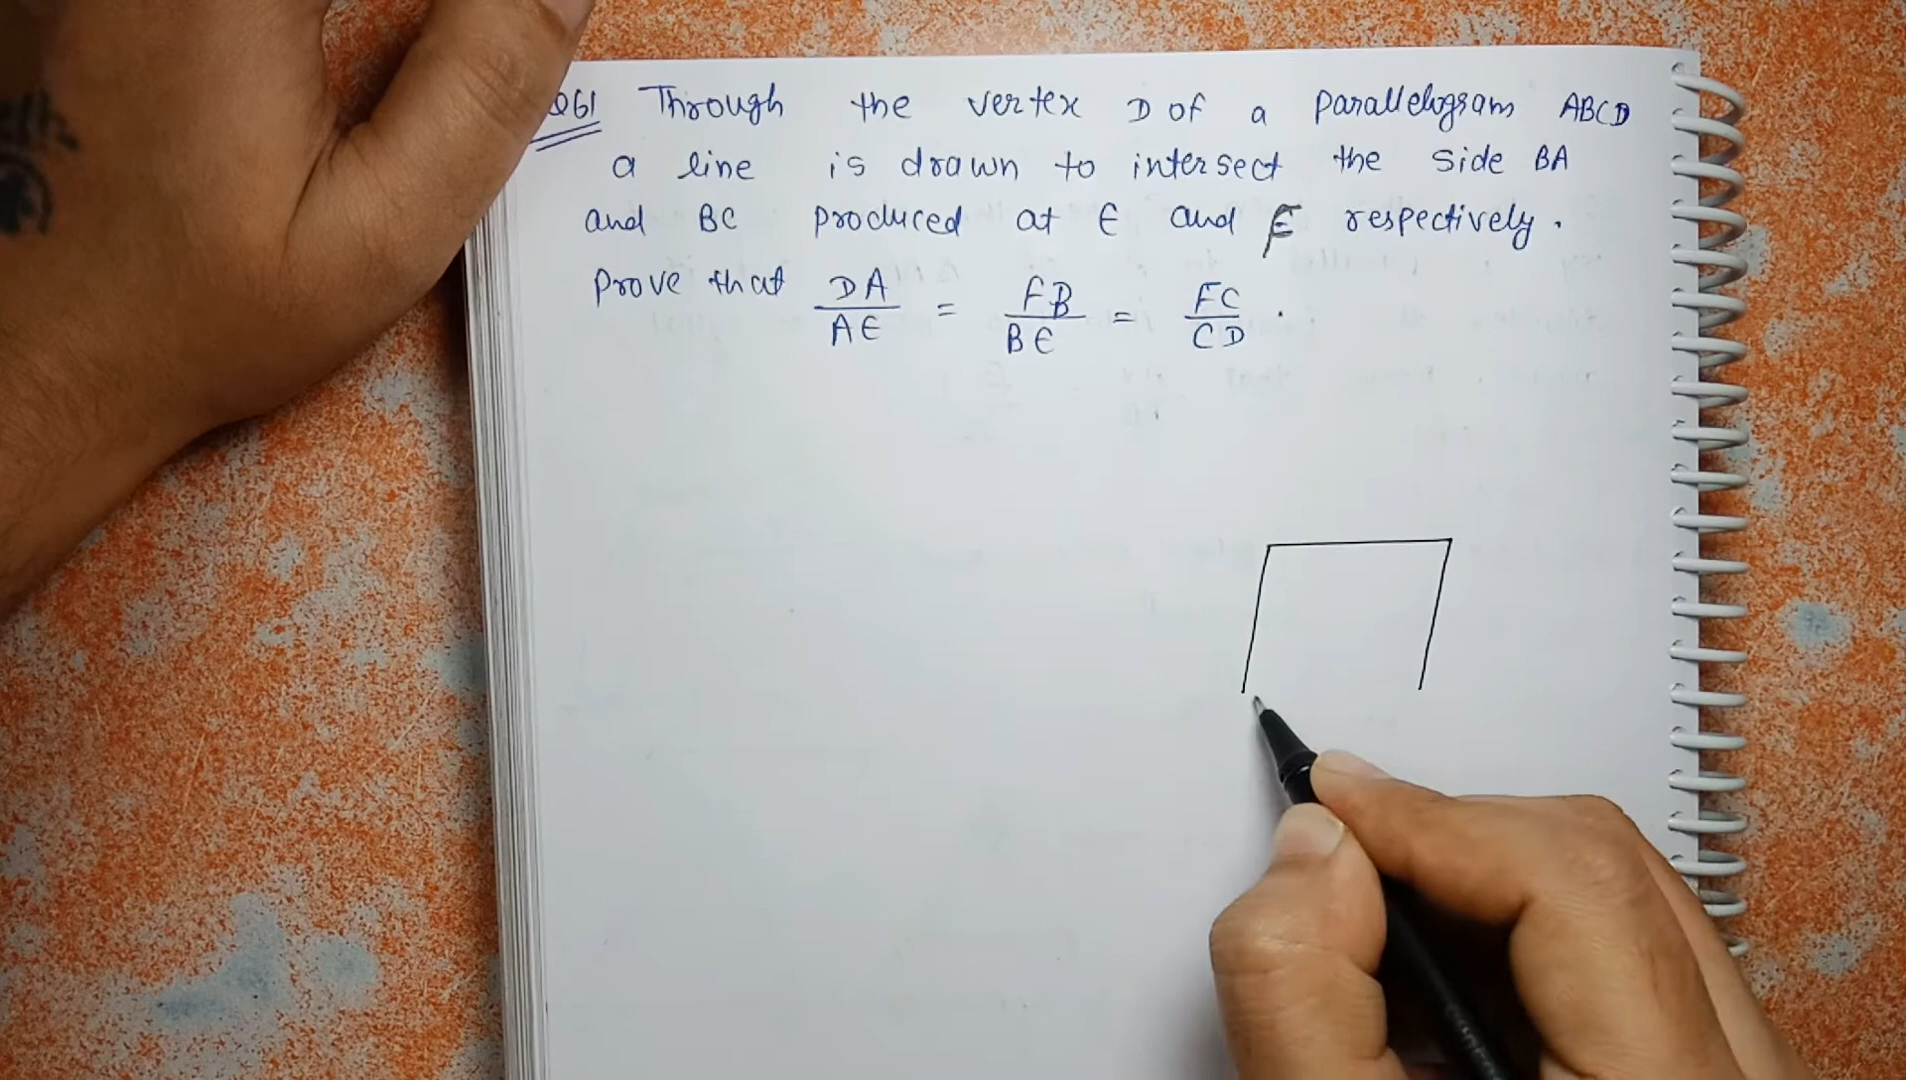 Q61 Through the vertex D of a parallelogram ABCD
a line is drawn to intersect the side BA
and BC produced at E and F respectively.
Prove that DA/AE = FB/BE = FC/CD.